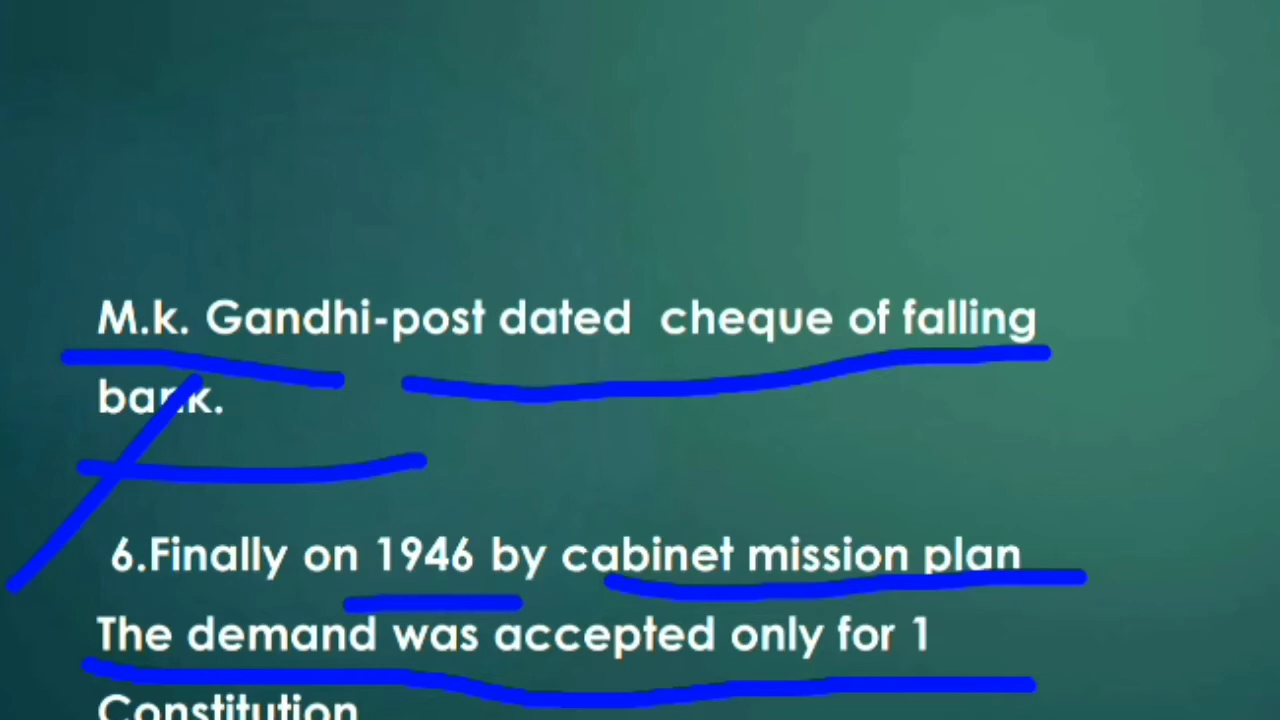 M.k. Gandhi-post dated cheque of falling
bank.
6.Finally on 1946 by cabinet mission plan
The demand was accepted only for 1
Constitution